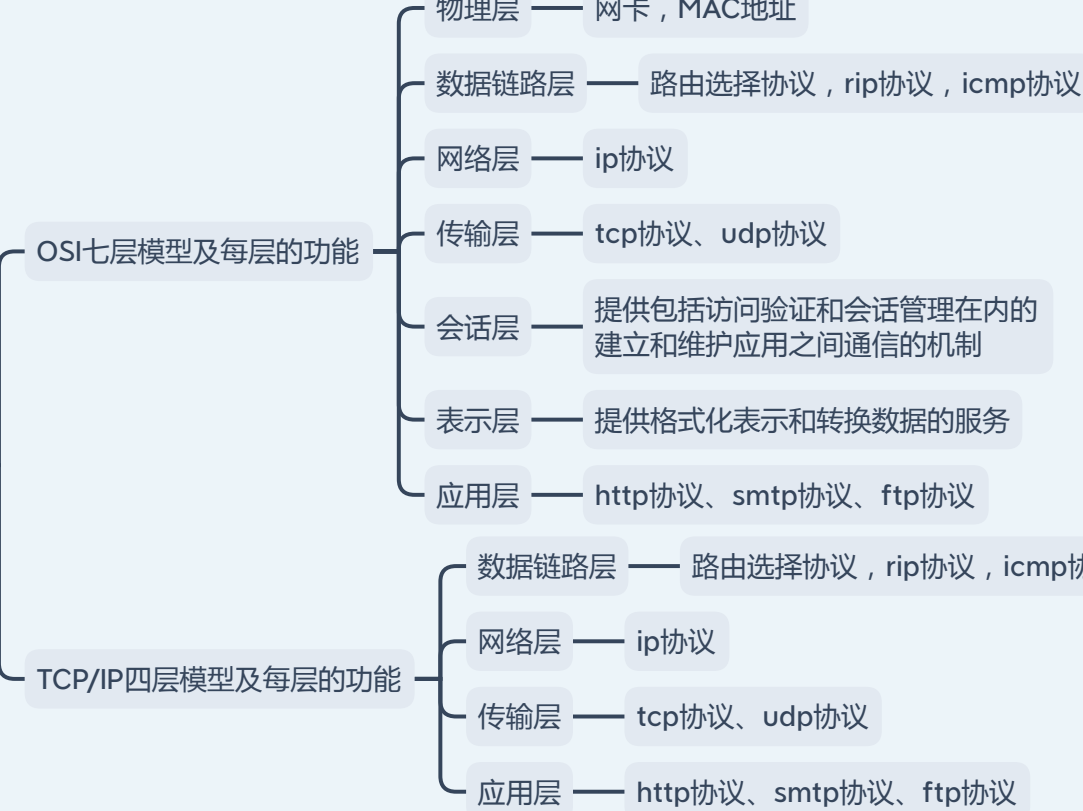 物理层
网卡，MAC地址
数据链路层
路由选择协议，rip协议，icmp协议
网络层
ip协议
传输层
tcp协议、udp协议
OSI七层模型及每层的功能
会话层
提供包括访问验证和会话管理在内的
建立和维护应用之间通信的机制
表示层
提供格式化表示和转换数据的服务
应用层
http协议、smtp协议、ftp协议
数据链路层
路由选择协议，rip协议，icmp协
网络层
ip协议
TCP/IP四层模型及每层的功能
传输层
tcp协议、udp协议
应用层
http协议、smtp协议、ftp协议